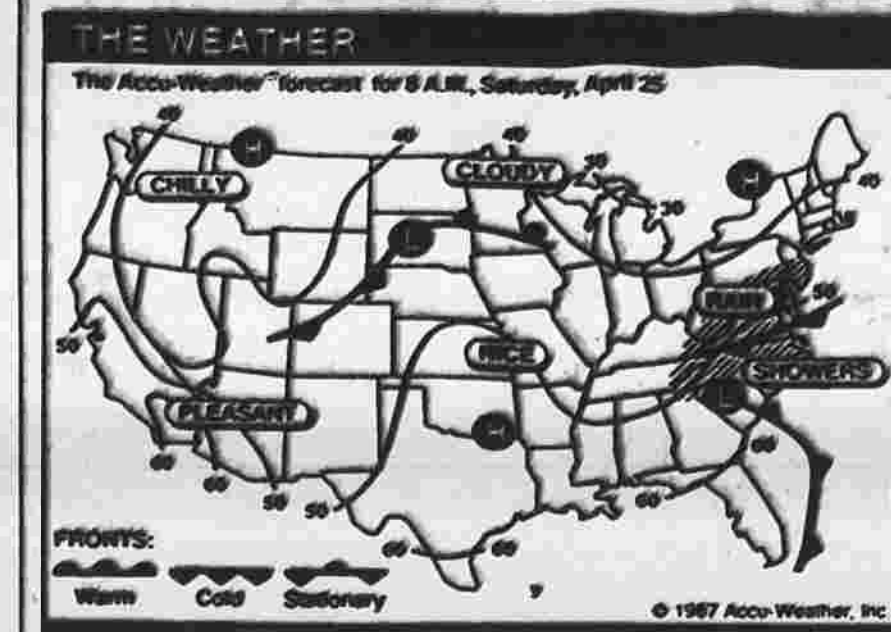 THE WEATHER
The Accu-Weather™ forecast for 8 A.M., Saturday, April 25
40
H
40
40
30
CLOUDY
H
CHILLY
30
40
L
RAIN
50
50
NICE
SHOWERS
L
PLEASANT
H
60
60
60
50
50
60
60
60
FRONTS:
Warm
Cold
Stationary
© 1987 Accu-Weather, Inc